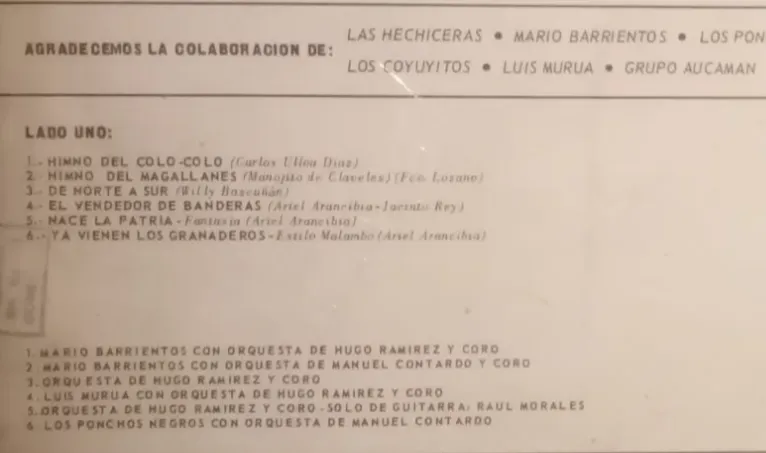 AGRADECEMOS LA COLABORACION DE:
LAS HECHICERAS • MARIO BARRIENTOS • LOS PON
LOS COYUYITOS • LUIS MURUA • GRUPO AUCAMAN
LADO UNO:
1.- HIMNO DEL COLO-COLO (Carlos Ulloa Díaz)
2.- HIMNO DEL MAGALLANES (Manojito de Claveles) (Fco. Lozano)
3.- DE NORTE A SUR (Willy Bascuñán)
4.- EL VENDEDOR DE BANDERAS (Ariel Arancibia-Jacinto Rey)
5.- NACE LA PATRIA - Fantasía (Ariel Arancibia)
6.- YA VIENEN LOS GRANADEROS - Estilo Malambo (Ariel Arancibia)
1. MARIO BARRIENTOS CON ORQUESTA DE HUGO RAMIREZ Y CORO
2. MARIO BARRIENTOS CON ORQUESTA DE MANUEL CONTARDO Y CORO
3. ORQUESTA DE HUGO RAMIREZ Y CORO
4. LUIS MURUA CON ORQUESTA DE HUGO RAMIREZ Y CORO
5. ORQUESTA DE HUGO RAMIREZ Y CORO - SOLO DE GUITARRA: RAUL MORALES
6. LOS PONCHOS NEGROS CON ORQUESTA DE MANUEL CONTARDO